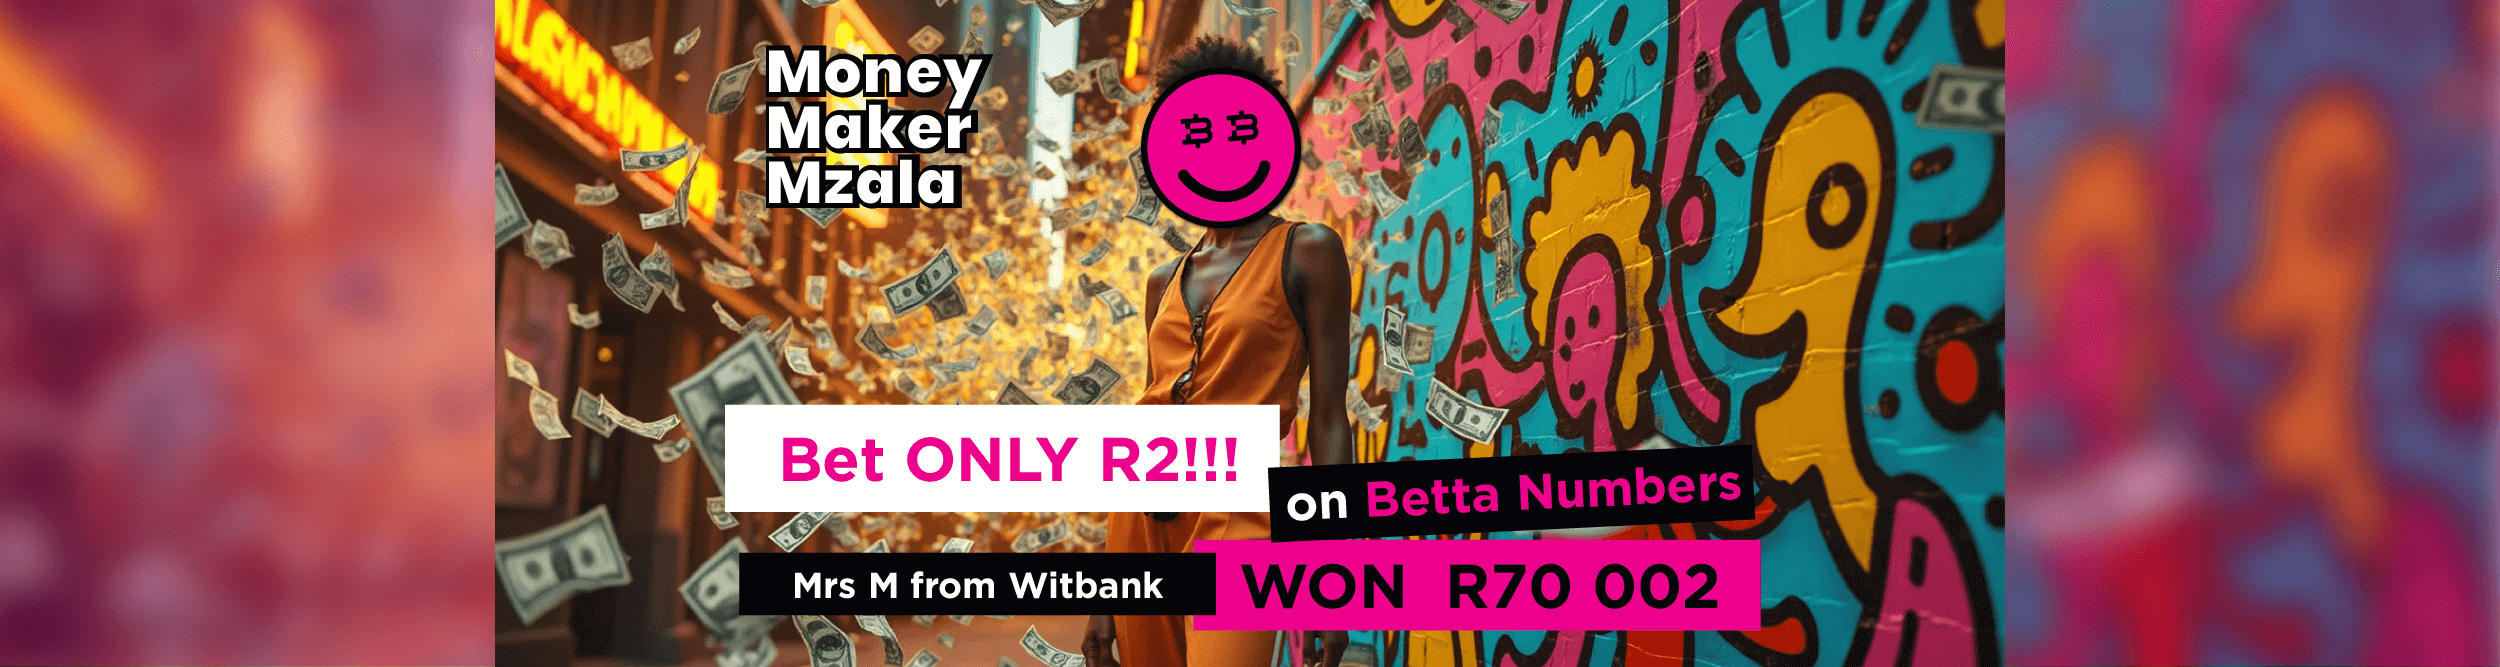 Money
Maker
Mzala
Bet ONLY R2!!!
on Betta Numbers
Mrs M from Witbank
WON R70 002